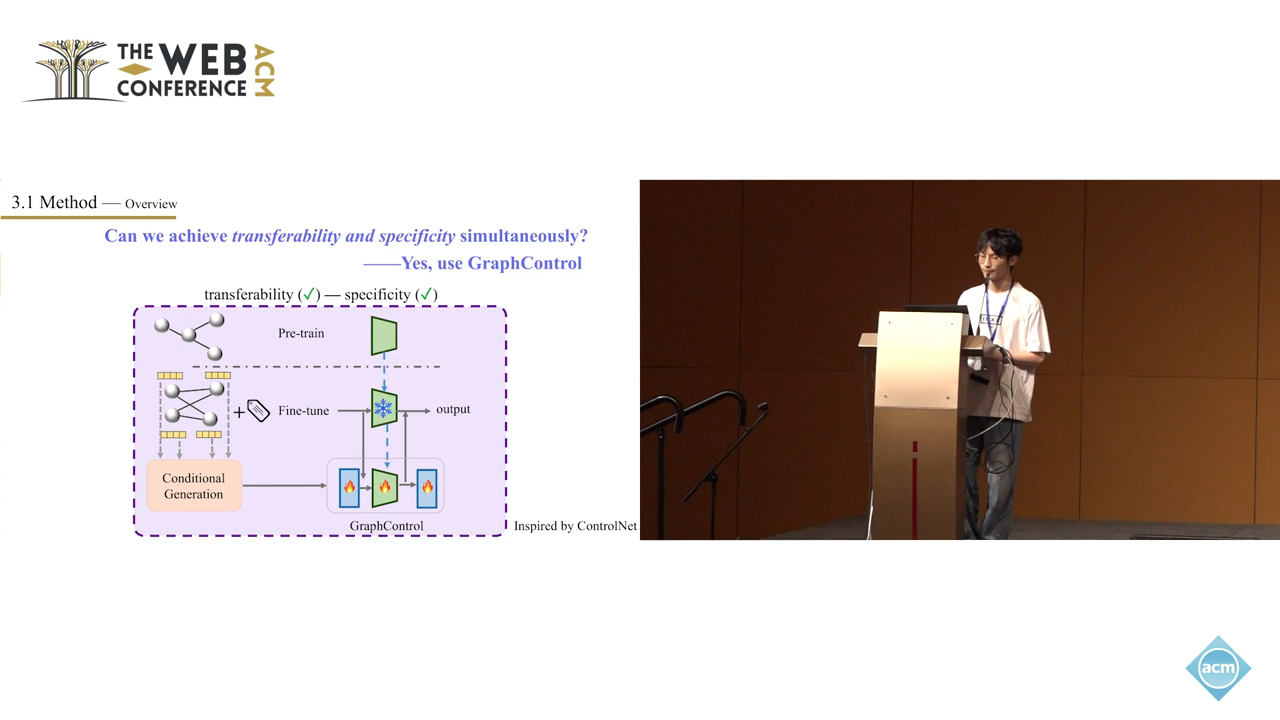 THE WEB
CONFERENCE
ACM
3.1 Method — Overview
Can we achieve transferability and specificity simultaneously?
——Yes, use GraphControl
transferability (✓) — specificity (✓)
Pre-train
+
Fine-tune
output
Conditional
Generation
GraphControl
Inspired by ControlNet
acm